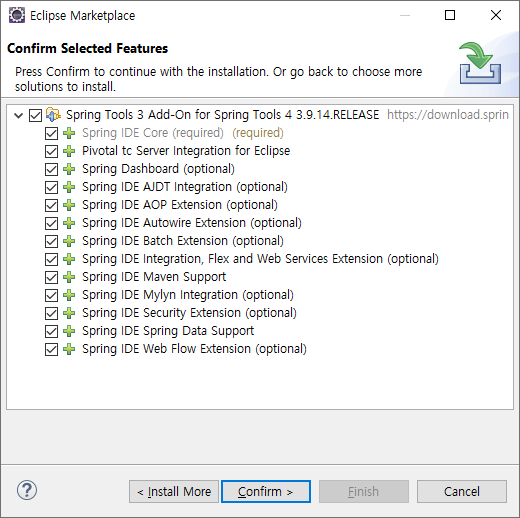 Eclipse Marketplace
Confirm Selected Features
Press Confirm to continue with the installation. Or go back to choose more
solutions to install.
Spring Tools 3 Add-On for Spring Tools 4 3.9.14.RELEASE https://download.sprin
Spring IDE Core (required) (required)
Pivotal tc Server Integration for Eclipse
Spring Dashboard (optional)
Spring IDE AJDT Integration (optional)
Spring IDE AOP Extension (optional)
Spring IDE Autowire Extension (optional)
Spring IDE Batch Extension (optional)
Spring IDE Integration, Flex and Web Services Extension (optional)
Spring IDE Maven Support
Spring IDE Mylyn Integration (optional)
Spring IDE Security Extension (optional)
Spring IDE Spring Data Support
Spring IDE Web Flow Extension (optional)
? < Install More Confirm > Finish Cancel